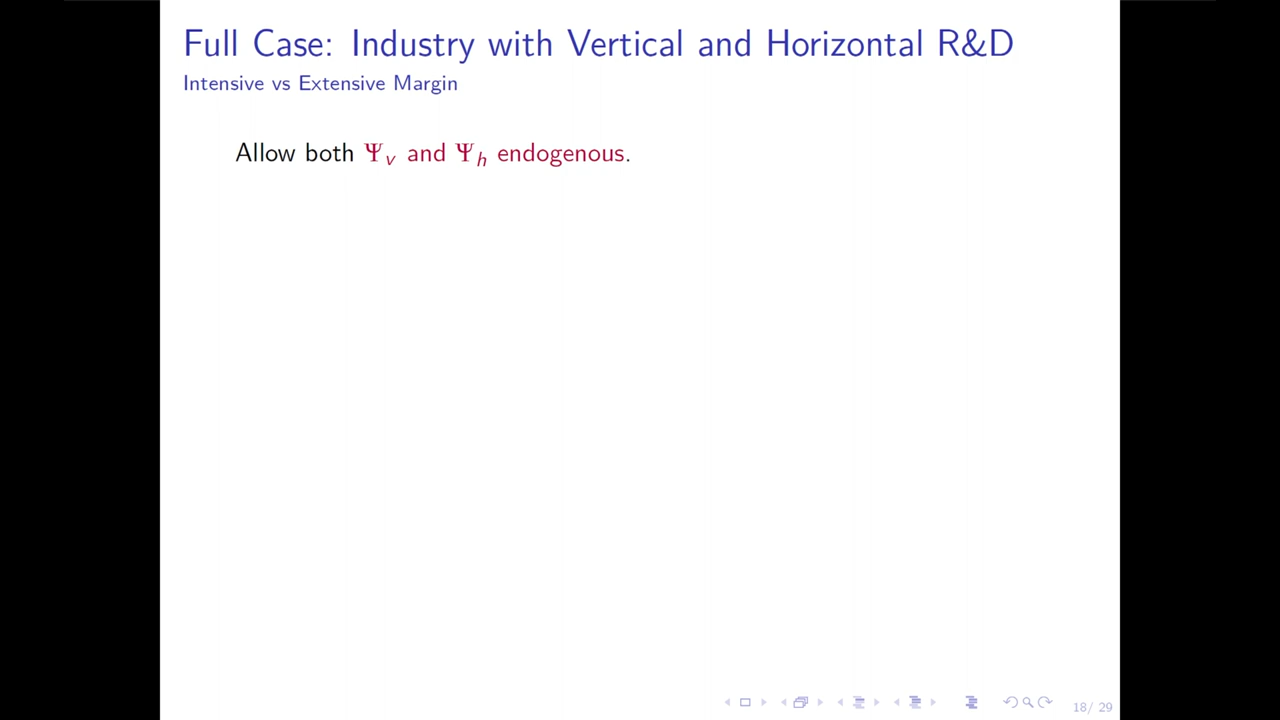 Full Case: Industry with Vertical and Horizontal R&D
Intensive vs Extensive Margin
Allow both Ψ_v and Ψ_h endogenous.
18/ 29